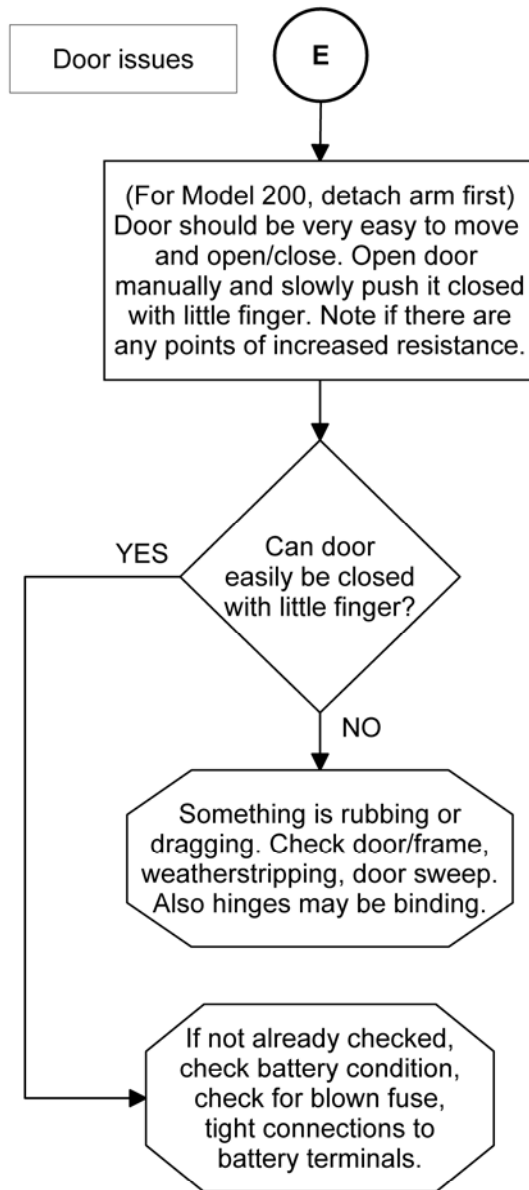 Door issues
E
(For Model 200, detach arm first)
Door should be very easy to move
and open/close. Open door
manually and slowly push it closed
with little finger. Note if there are
any points of increased resistance.
YES
Can door
easily be closed
with little finger?
NO
Something is rubbing or
dragging. Check door/frame,
weatherstripping, door sweep.
Also hinges may be binding.
If not already checked,
check battery condition,
check for blown fuse,
tight connections to
battery terminals.